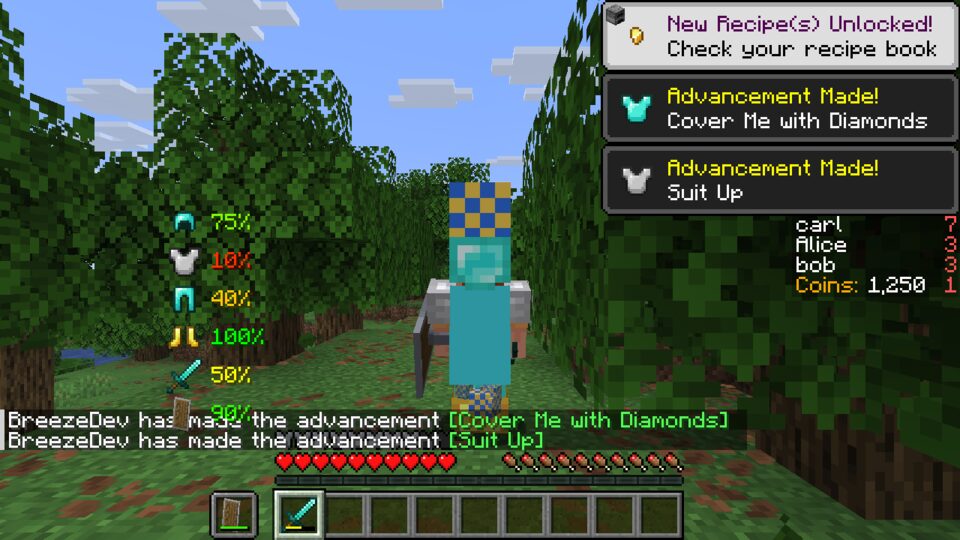 New Recipe(s) Unlocked!
Check your recipe book
Advancement Made!
Cover Me with Diamonds
Advancement Made!
Suit Up
carl 7
Alice 3
bob 3
Coins: 1,250 1
75%
10%
40%
100%
50%
90%
BreezeDev has made the advancement [Cover Me with Diamonds]
BreezeDev has made the advancement [Suit Up]